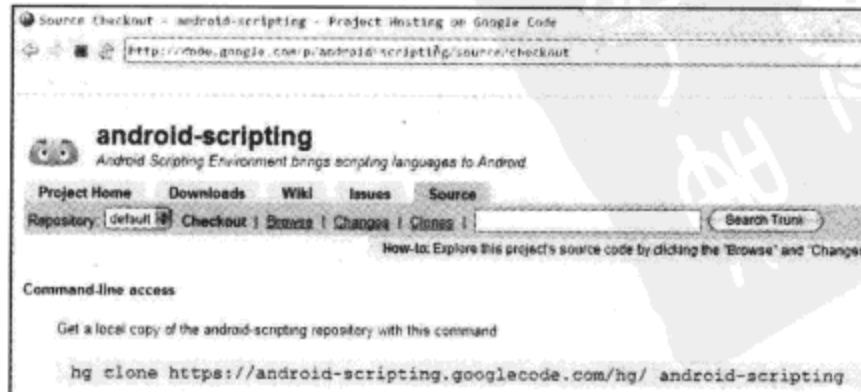 Source Checkout - android-scripting - Project Hosting on Google Code
http://code.google.com/p/android-scripting/source/checkout
android-scripting
Android Scripting Environment brings scripting languages to Android.
Project Home Downloads Wiki Issues Source
Repository: default Checkout | Browse | Changes | Clones | Search Trunk
How-to: Explore this project's source code by clicking the "Browse" and "Changes
Command-line access
Get a local copy of the android-scripting repository with this command
hg clone https://android-scripting.googlecode.com/hg/ android-scripting